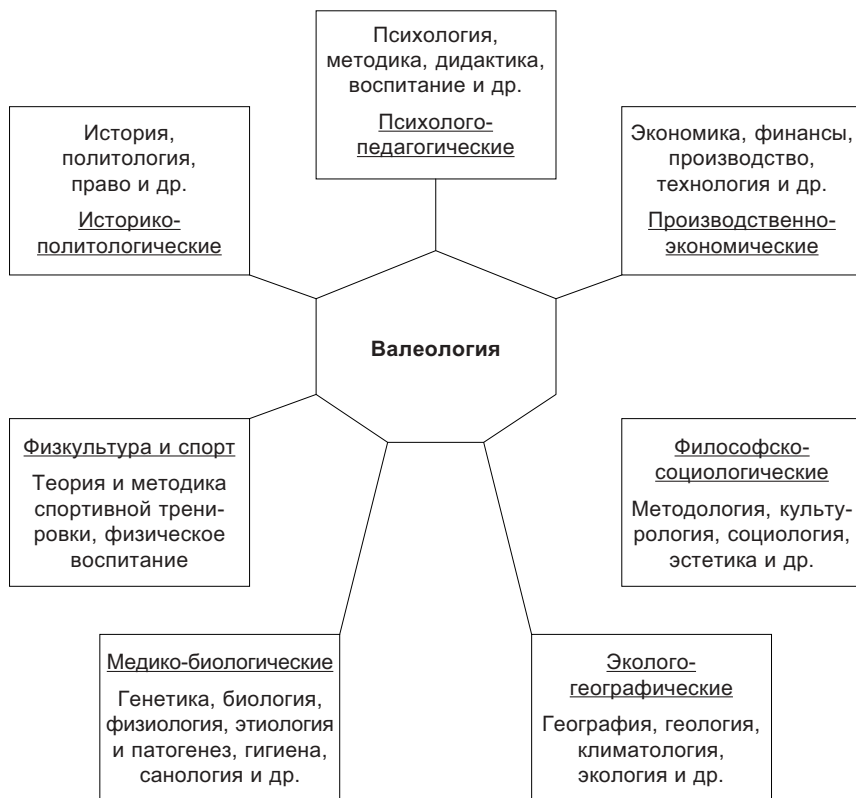 Психология,
методика, дидактика,
воспитание и др.
Психолого-
педагогические
История,
политология,
право и др.
Историко-
политологические
Экономика, финансы,
производство,
технология и др.
Производственно-
экономические
Валеология
Физкультура и спорт
Теория и методика
спортивной трени-
ровки, физическое
воспитание
Философско-
социологические
Методология, культу-
рология, социология,
эстетика и др.
Медико-биологические
Генетика, биология,
физиология, этиология
и патогенез, гигиена,
санология и др.
Эколого-
географические
География, геология,
климатология,
экология и др.